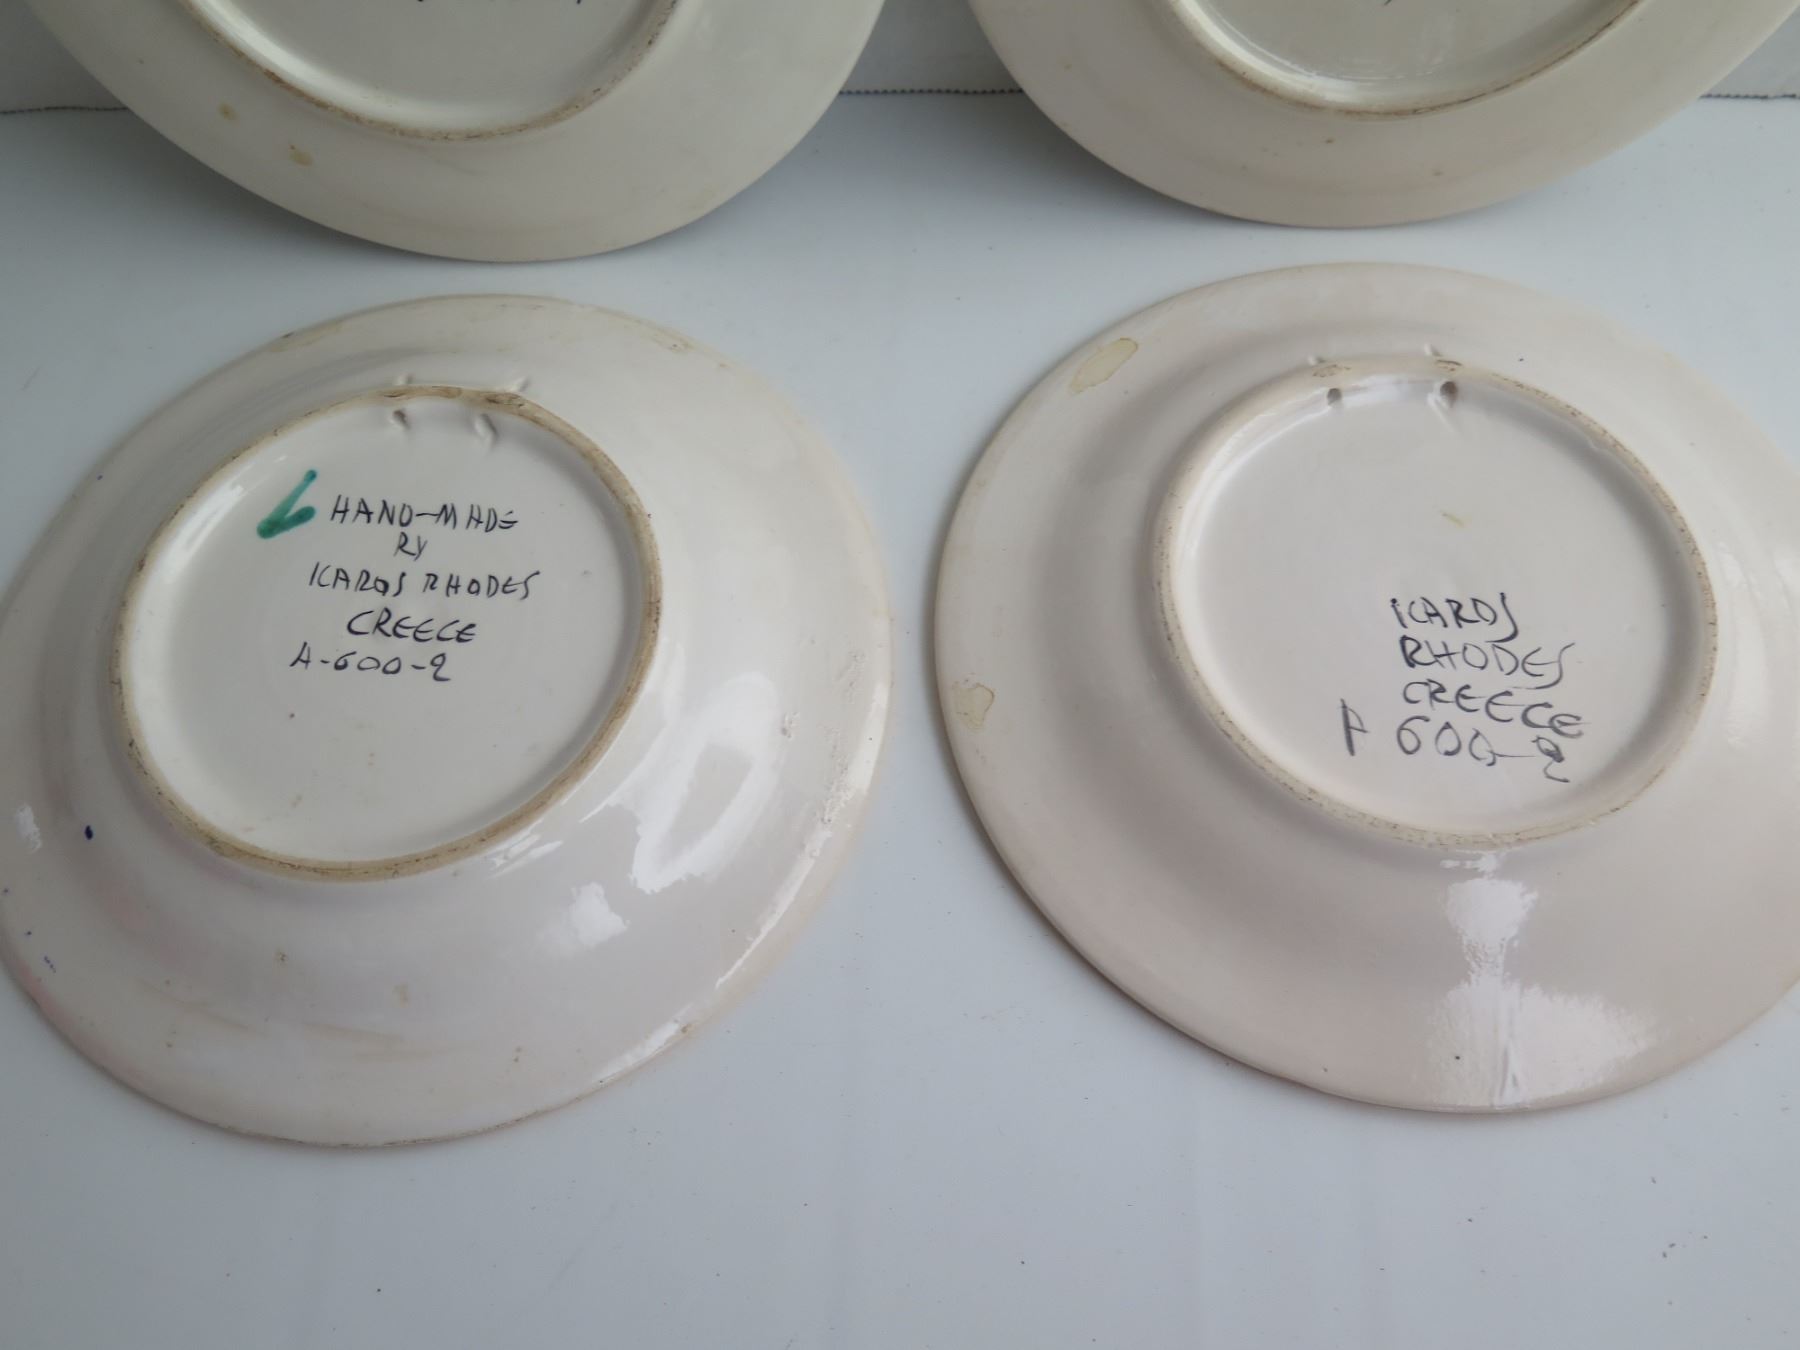 HAND-MADE
BY
ICAROS RHODES
GREECE
A-600-2
ICAROS
RHODES
GREECE
A 600-2